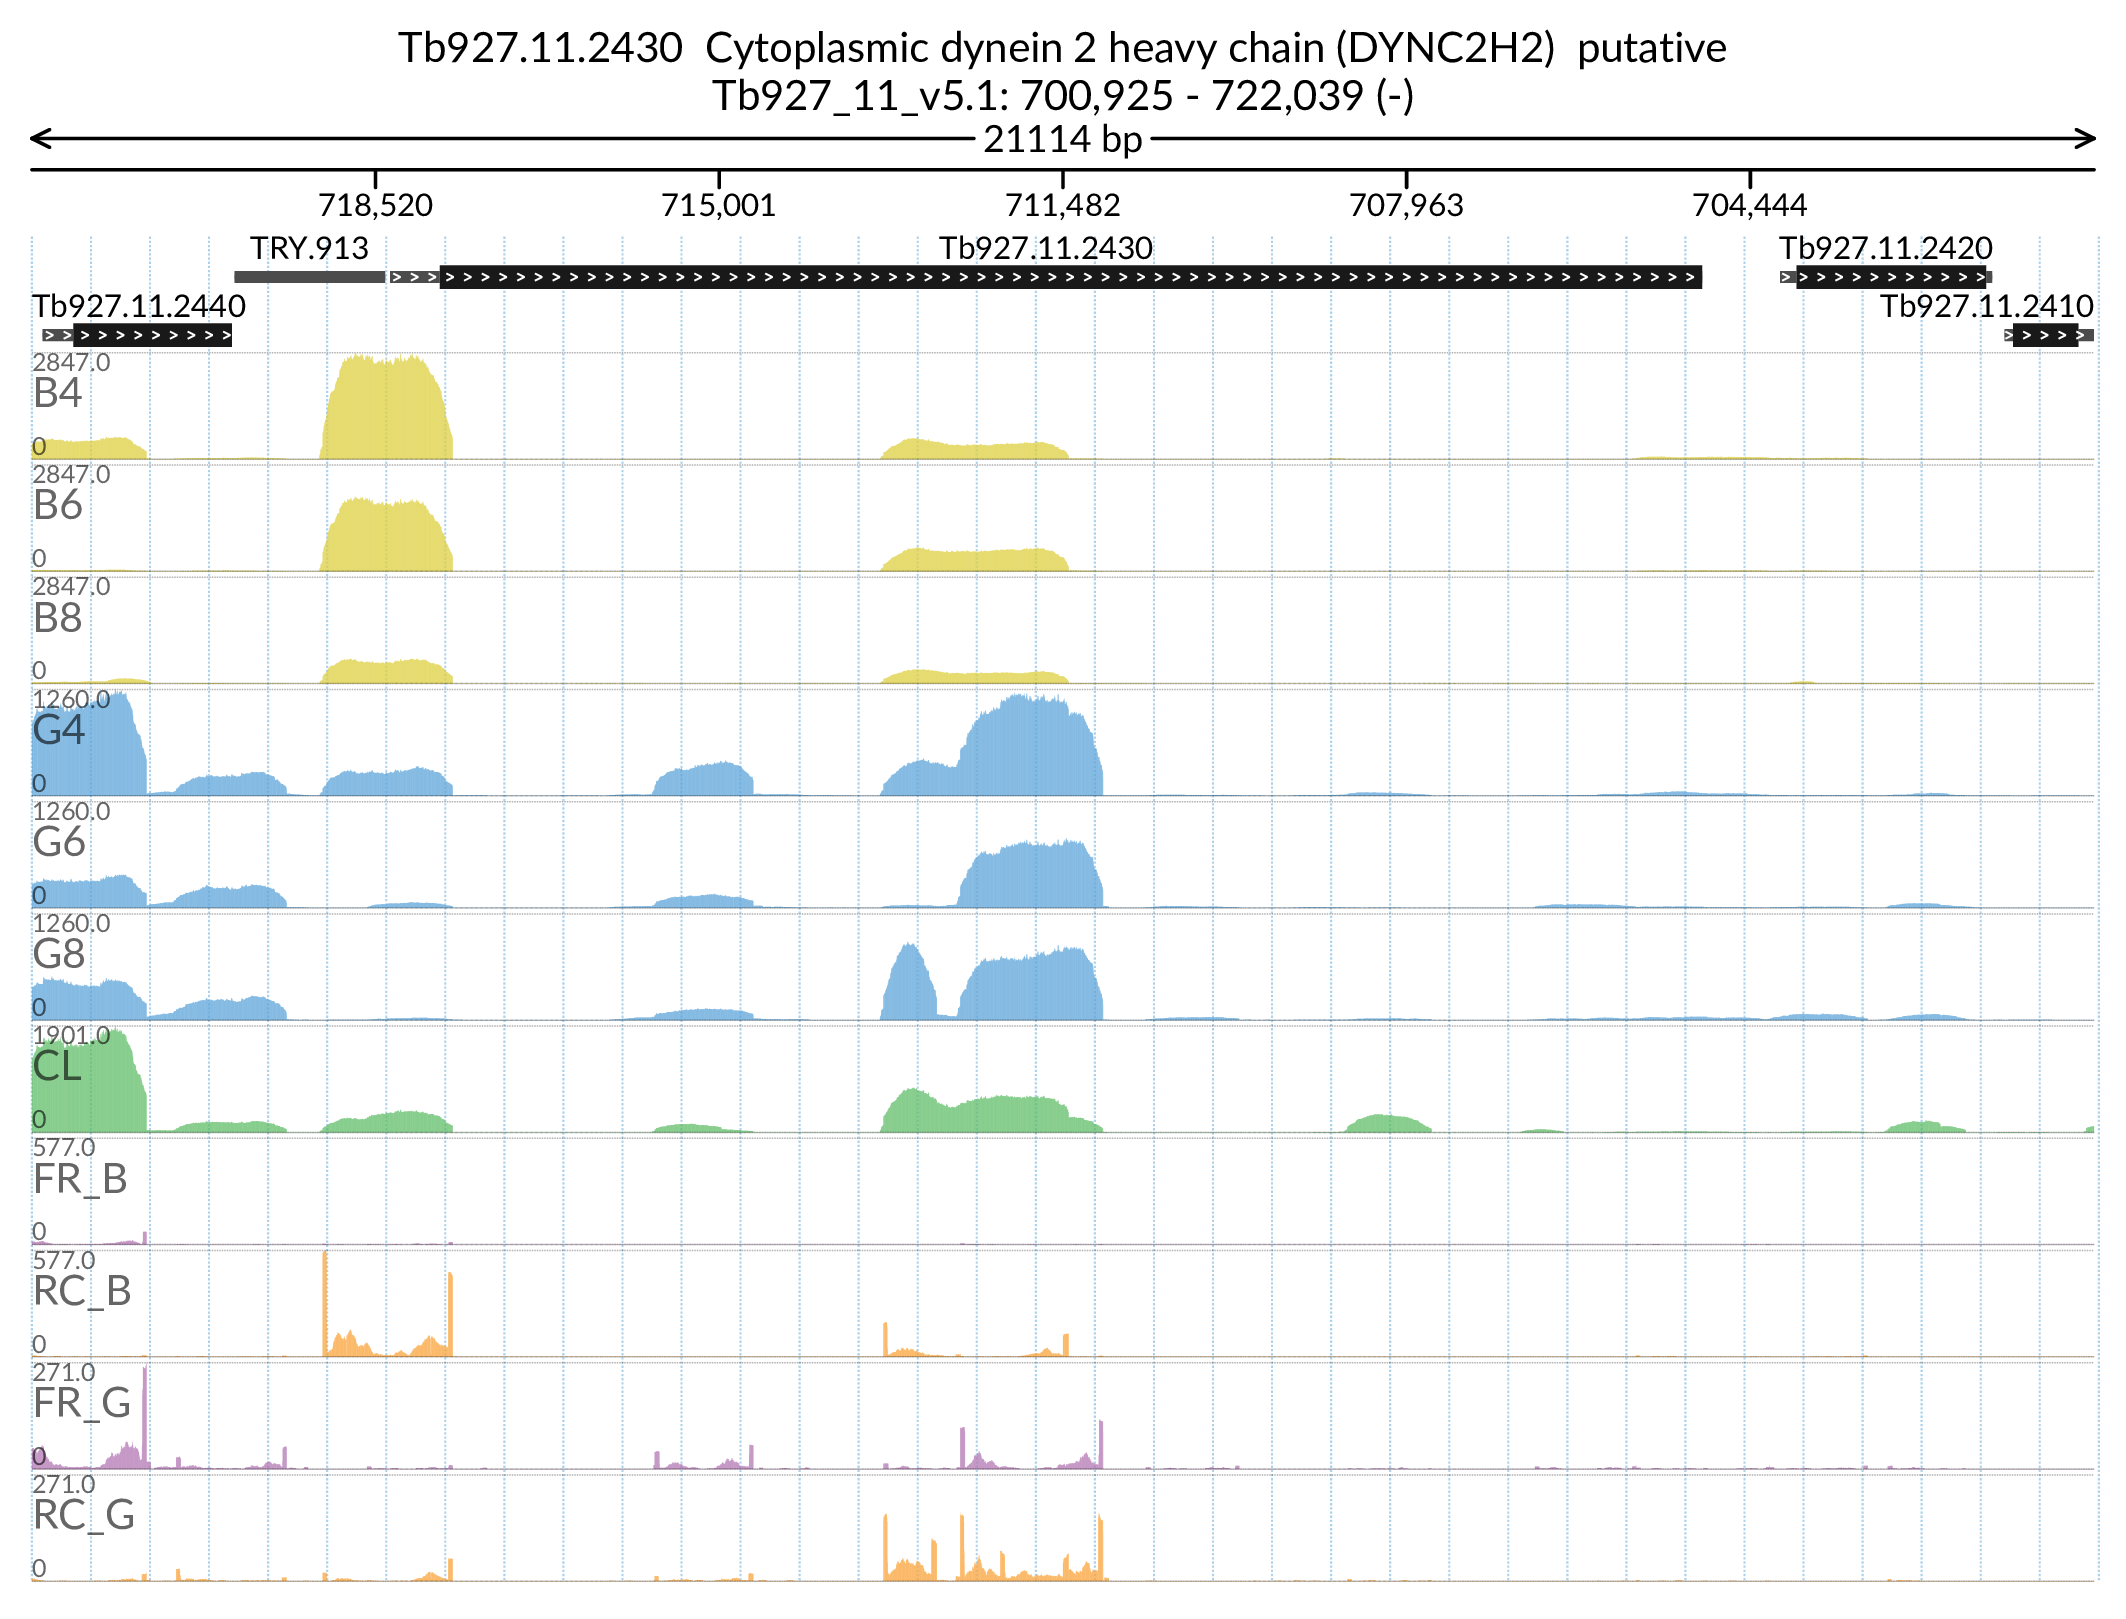 Tb927.11.2430  Cytoplasmic dynein 2 heavy chain (DYNC2H2)  putative
Tb927_11_v5.1: 700,925 - 722,039 (-)
21114 bp
718,520 715,001 711,482 707,963 704,444
TRY.913 Tb927.11.2430 Tb927.11.2420
Tb927.11.2440 Tb927.11.2410
2847.0
B4
0
2847.0
B6
0
2847.0
B8
0
1260.0
G4
0
1260.0
G6
0
1260.0
G8
0
1901.0
CL
0
577.0
FR_B
0
577.0
RC_B
0
271.0
FR_G
0
271.0
RC_G
0